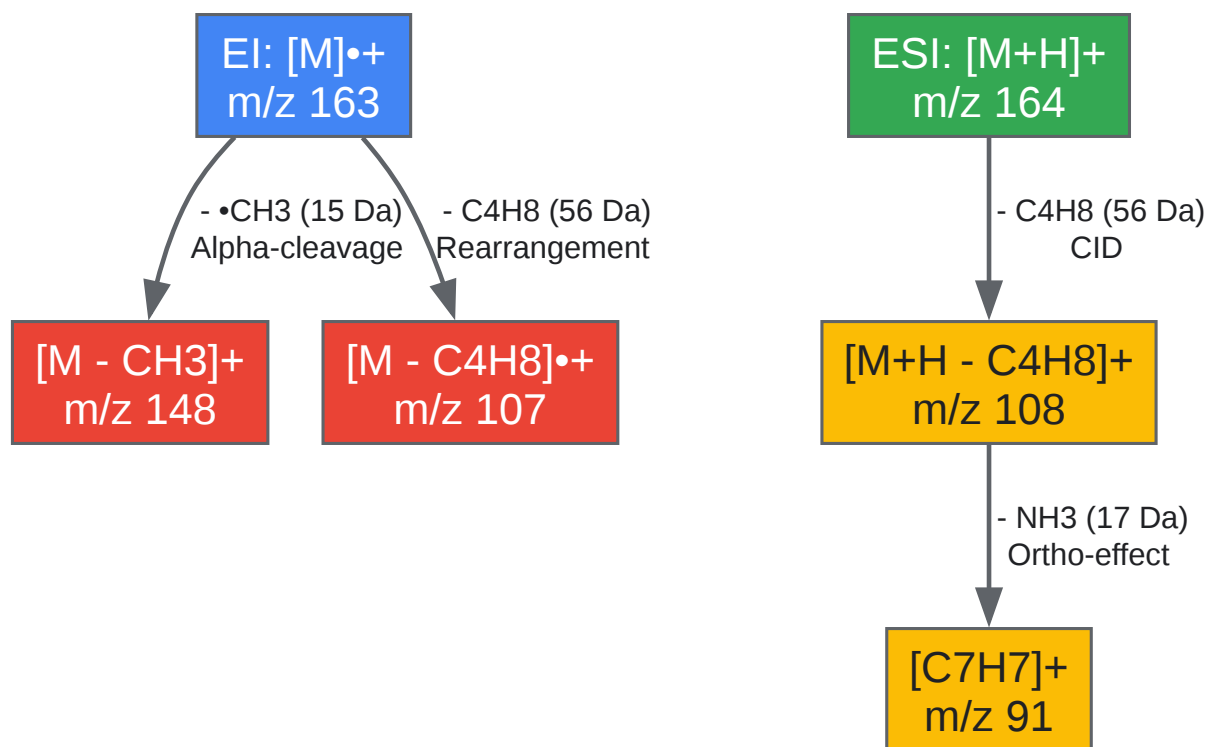 EI: [M]•+
m/z 163
ESI: [M+H]+
m/z 164
- •CH3 (15 Da)
Alpha-cleavage
- C4H8 (56 Da)
Rearrangement
- C4H8 (56 Da)
CID
[M - CH3]+
m/z 148
[M - C4H8]•+
m/z 107
[M+H - C4H8]+
m/z 108
- NH3 (17 Da)
Ortho-effect
[C7H7]+
m/z 91